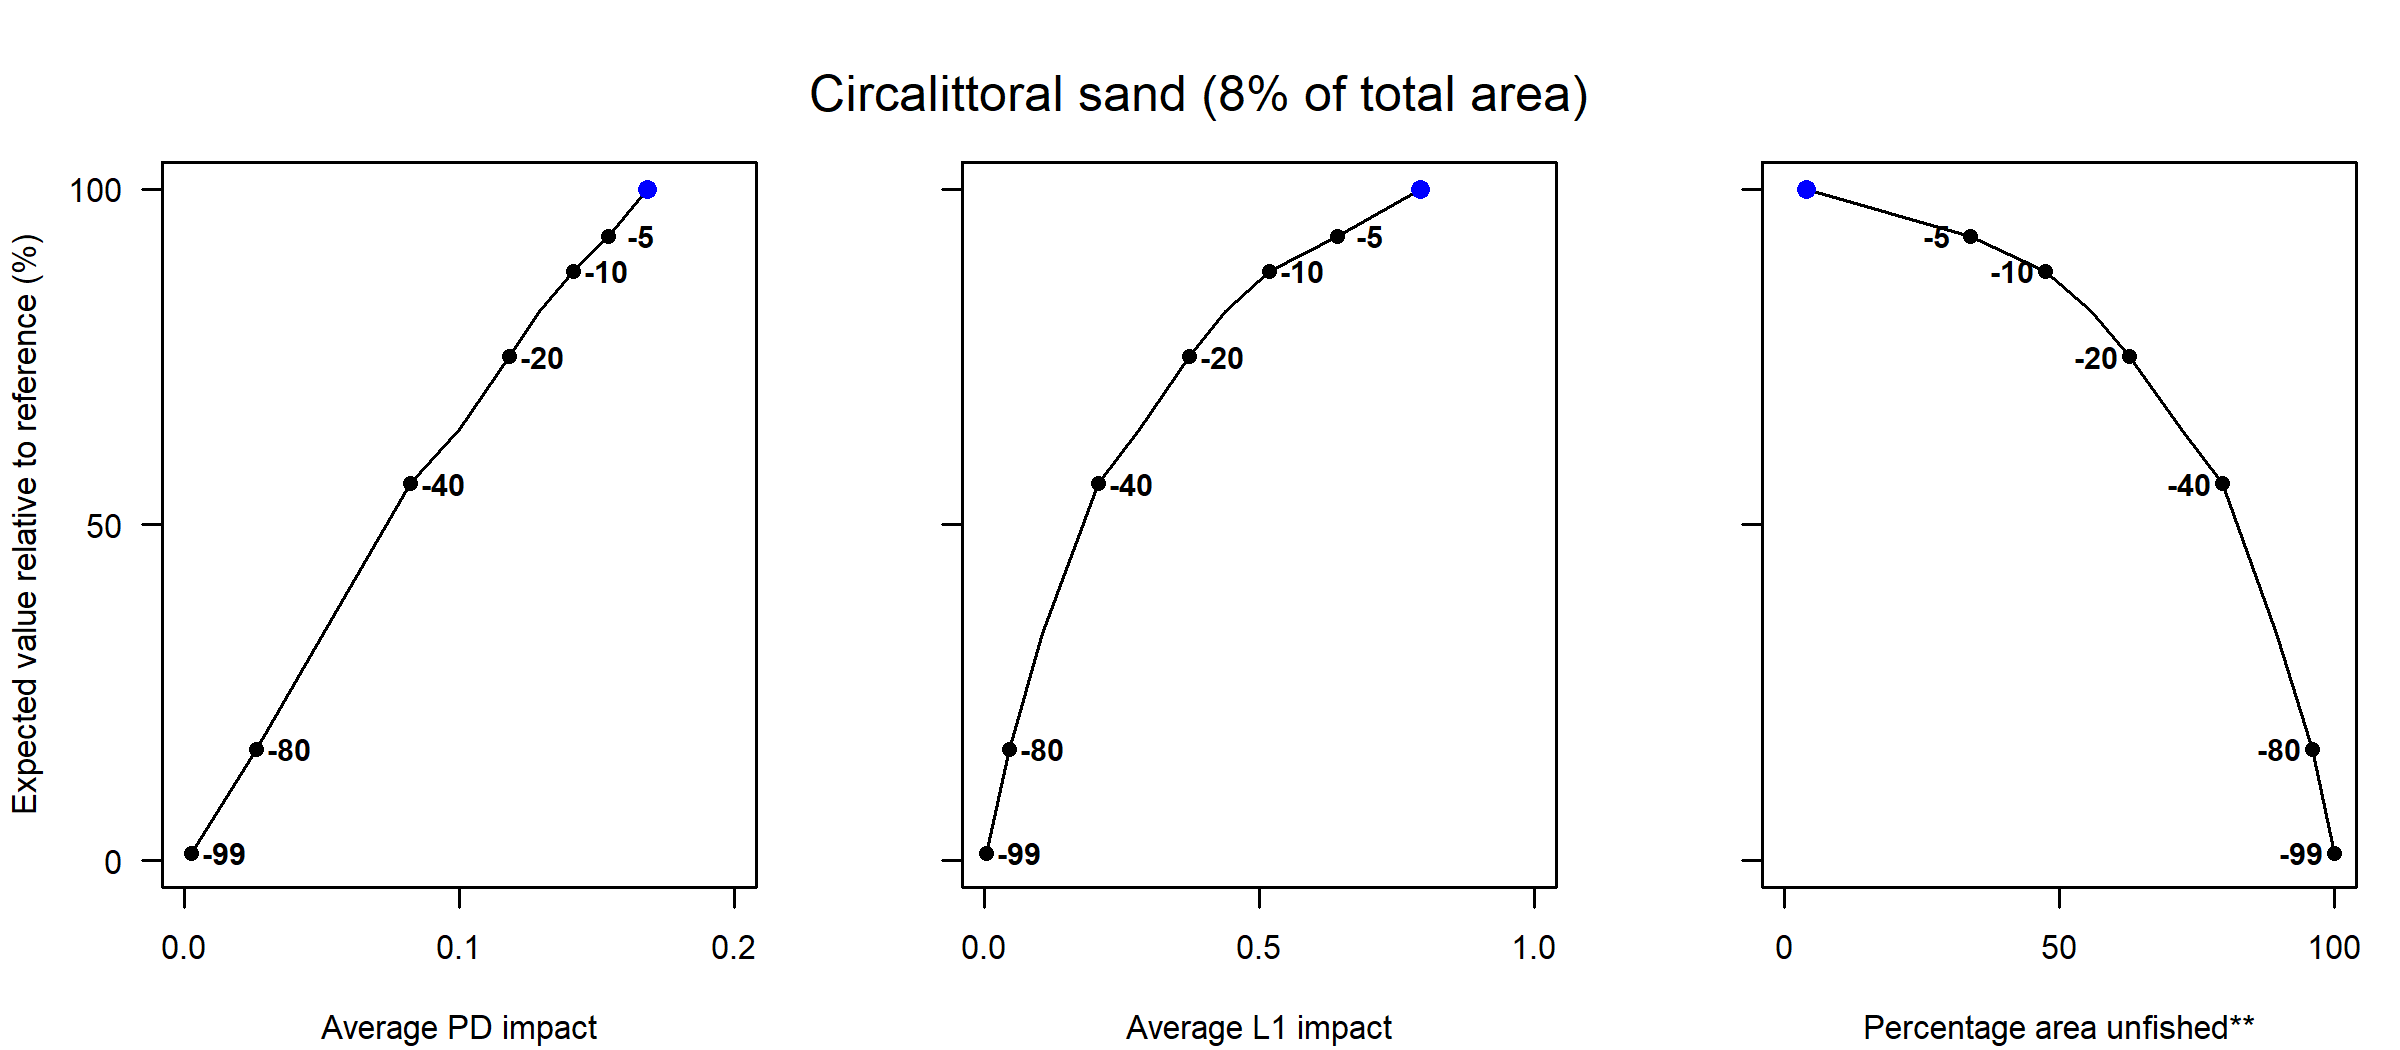 Circalittoral sand (8% of total area)
Expected value relative to reference (%)
100
50
0
-5
-10
-20
-40
-80
-99
0.0 0.1 0.2
Average PD impact
-5
-10
-20
-40
-80
-99
0.0 0.5 1.0
Average L1 impact
-5
-10
-20
-40
-80
-99
0 50 100
Percentage area unfished**